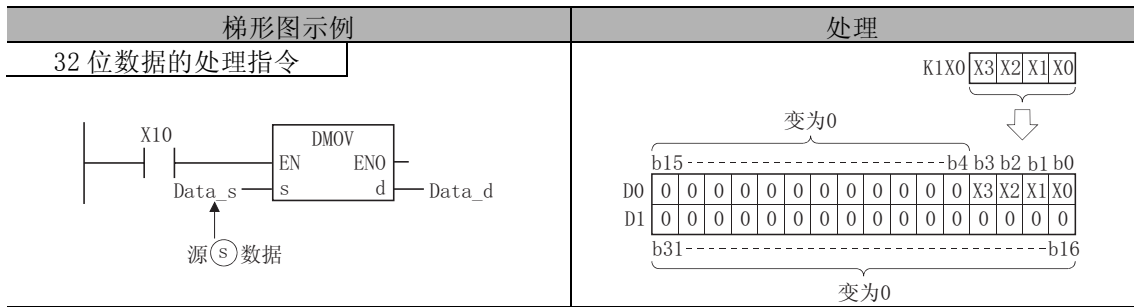 梯形图示例
处理
32 位数据的处理指令
X10
DMOV
EN ENO
Data_s s d Data_d
源ⓢ数据
K1X0 X3 X2 X1 X0
变为0
b15 b4 b3 b2 b1 b0
D0 0 0 0 0 0 0 0 0 0 0 0 0 X3 X2 X1 X0
D1 0 0 0 0 0 0 0 0 0 0 0 0 0 0 0 0
b31 b16
变为0